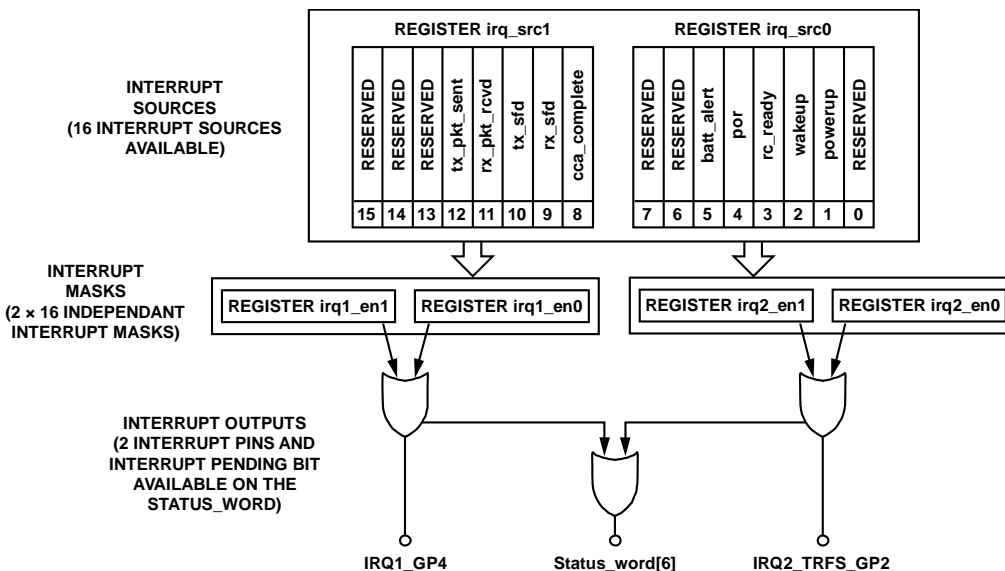 REGISTER irq_src1
REGISTER irq_src0
INTERRUPT
SOURCES
(16 INTERRUPT SOURCES
AVAILABLE)
RESERVED
RESERVED
RESERVED
tx_pkt_sent
rx_pkt_rcvd
tx_sfd
rx_sfd
cca_complete
RESERVED
RESERVED
batt_alert
por
rc_ready
wakeup
powerup
RESERVED
15 14 13 12 11 10 9 8
7 6 5 4 3 2 1 0
INTERRUPT
MASKS
(2 × 16 INDEPENDANT
INTERRUPT MASKS)
REGISTER irq1_en1
REGISTER irq1_en0
REGISTER irq2_en1
REGISTER irq2_en0
INTERRUPT OUTPUTS
(2 INTERRUPT PINS AND
INTERRUPT PENDING BIT
AVAILABLE ON THE
STATUS_WORD)
IRQ1_GP4
Status_word[6]
IRQ2_TRFS_GP2